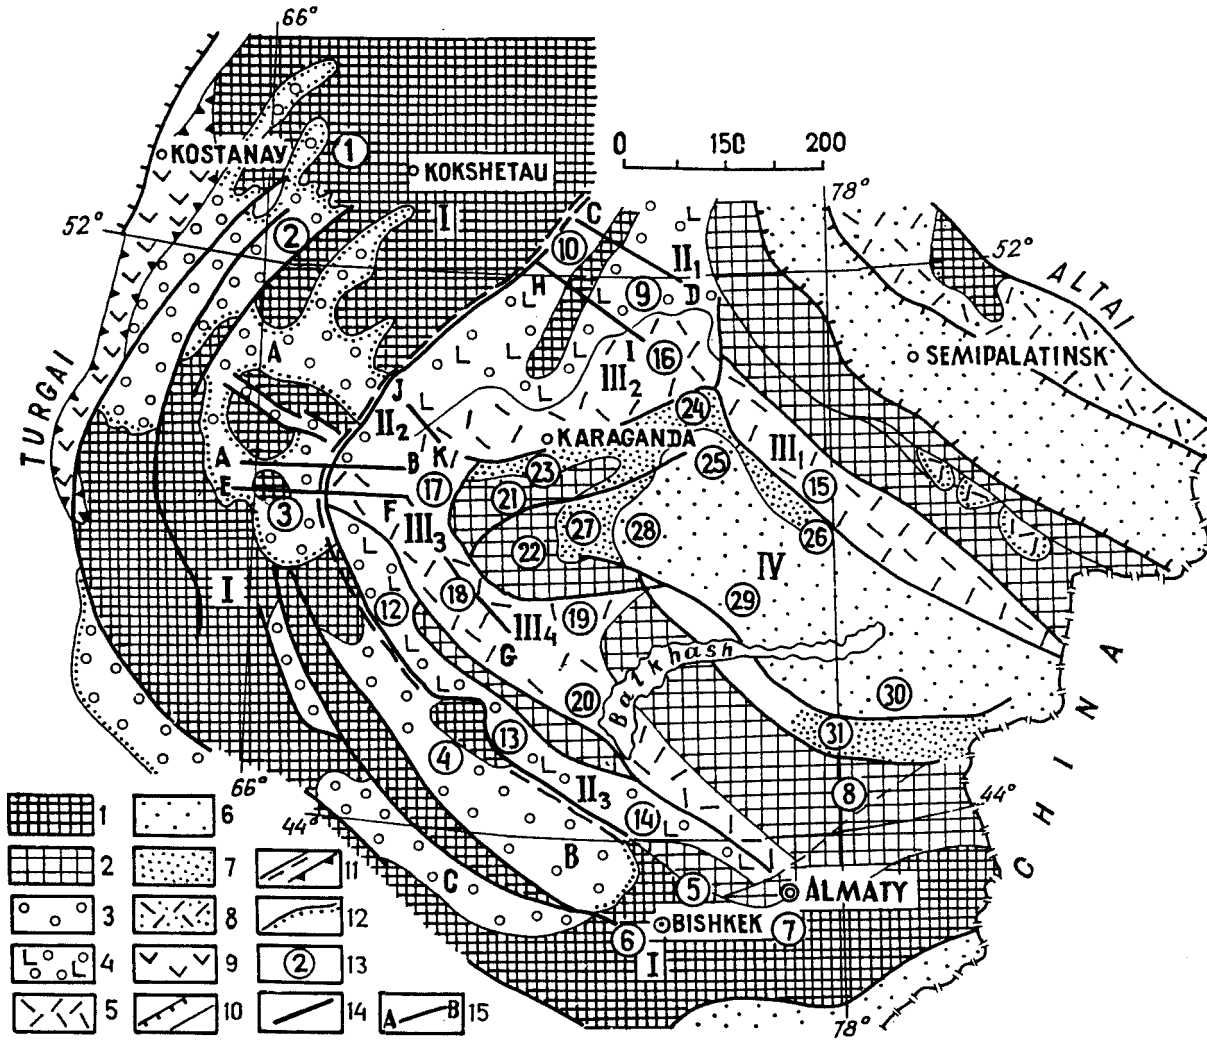 66°
KOSTANAY
1
KOKSHETAU
0 150 200
78°
I
C
52°
2
10
II1
52°
ALTAI
H
9
D
A
I
16
SEMIPALATINSK
TURGAI
J
III2
II2
24
KARAGANDA
III1
A
B
K
23
25
15
E
17
21
3
F
III3
27
28
26
22
IV
I
18
29
12
19
III4
G
Balkhash
CHINA
20
30
13
31
4
66°
II3
8
44°
14
44°
B
C
5
ALMATY
6
BISHKEK
7
I
78°
1
6
2
7
11
3
8
12
4
9
2
13
5
10
14
A B
15